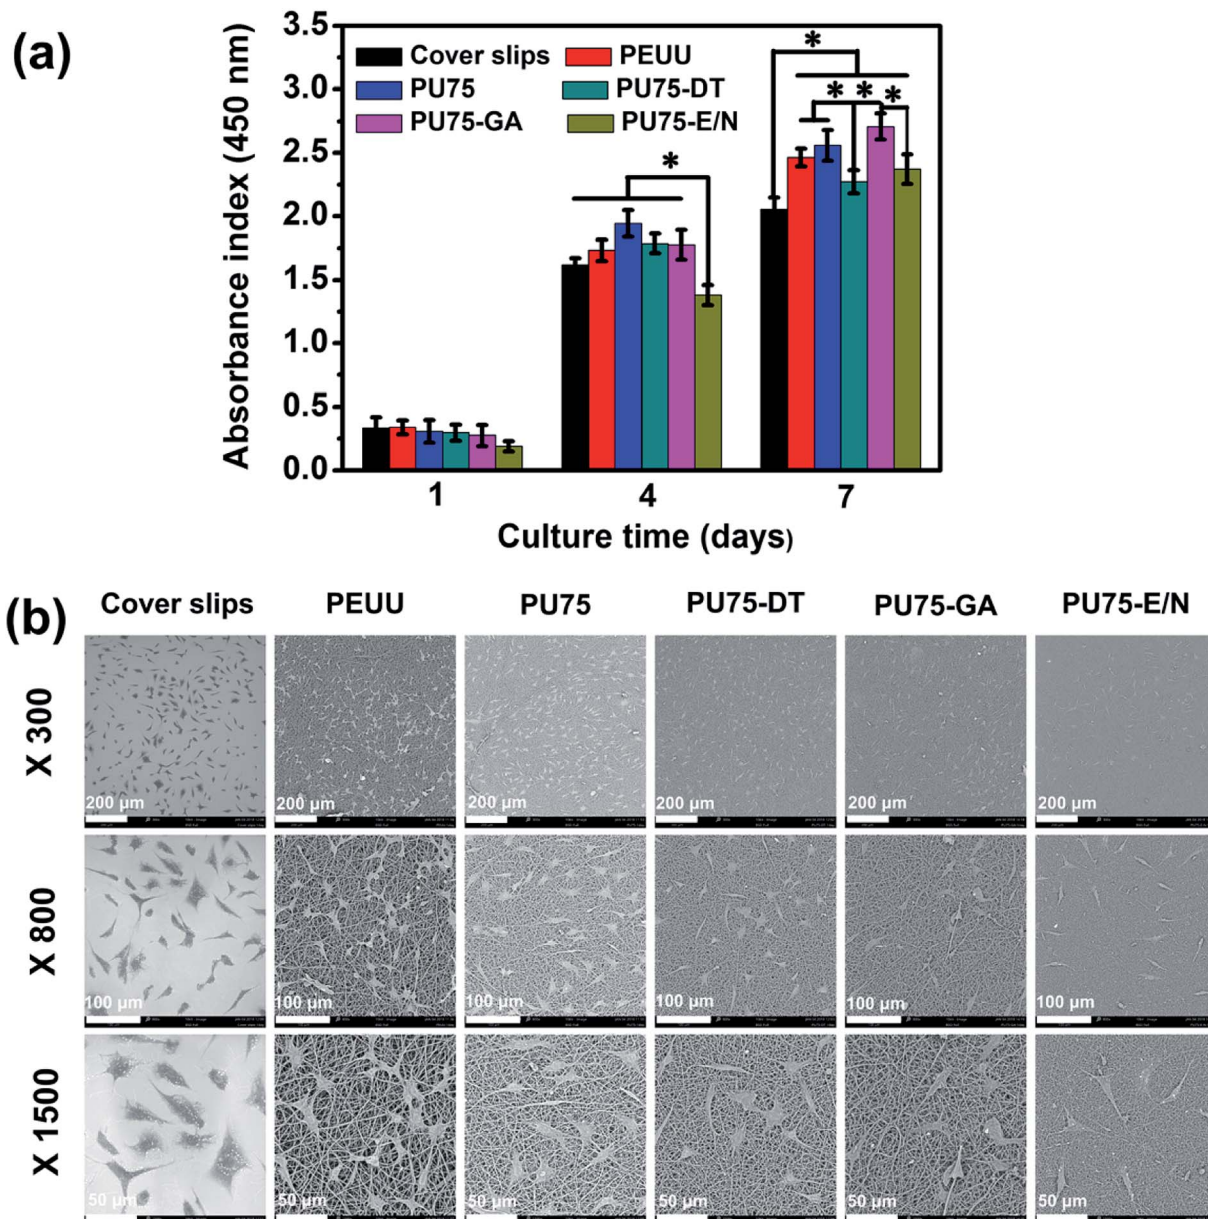 (a)
3.5
3.0
2.5
2.0
1.5
1.0
0.5
0.0
Absorbance index (450 nm)
Cover slips PEUU
PU75 PU75-DT
PU75-GA PU75-E/N
*
* * *
*
1 4 7
Culture time (days)
(b)
Cover slips PEUU PU75 PU75-DT PU75-GA PU75-E/N
X 300
200 µm 200 µm 200 µm 200 µm 200 µm 200 µm
X 800
100 µm 100 µm 100 µm 100 µm 100 µm 100 µm
X 1500
50 µm 50 µm 50 µm 50 µm 50 µm 50 µm